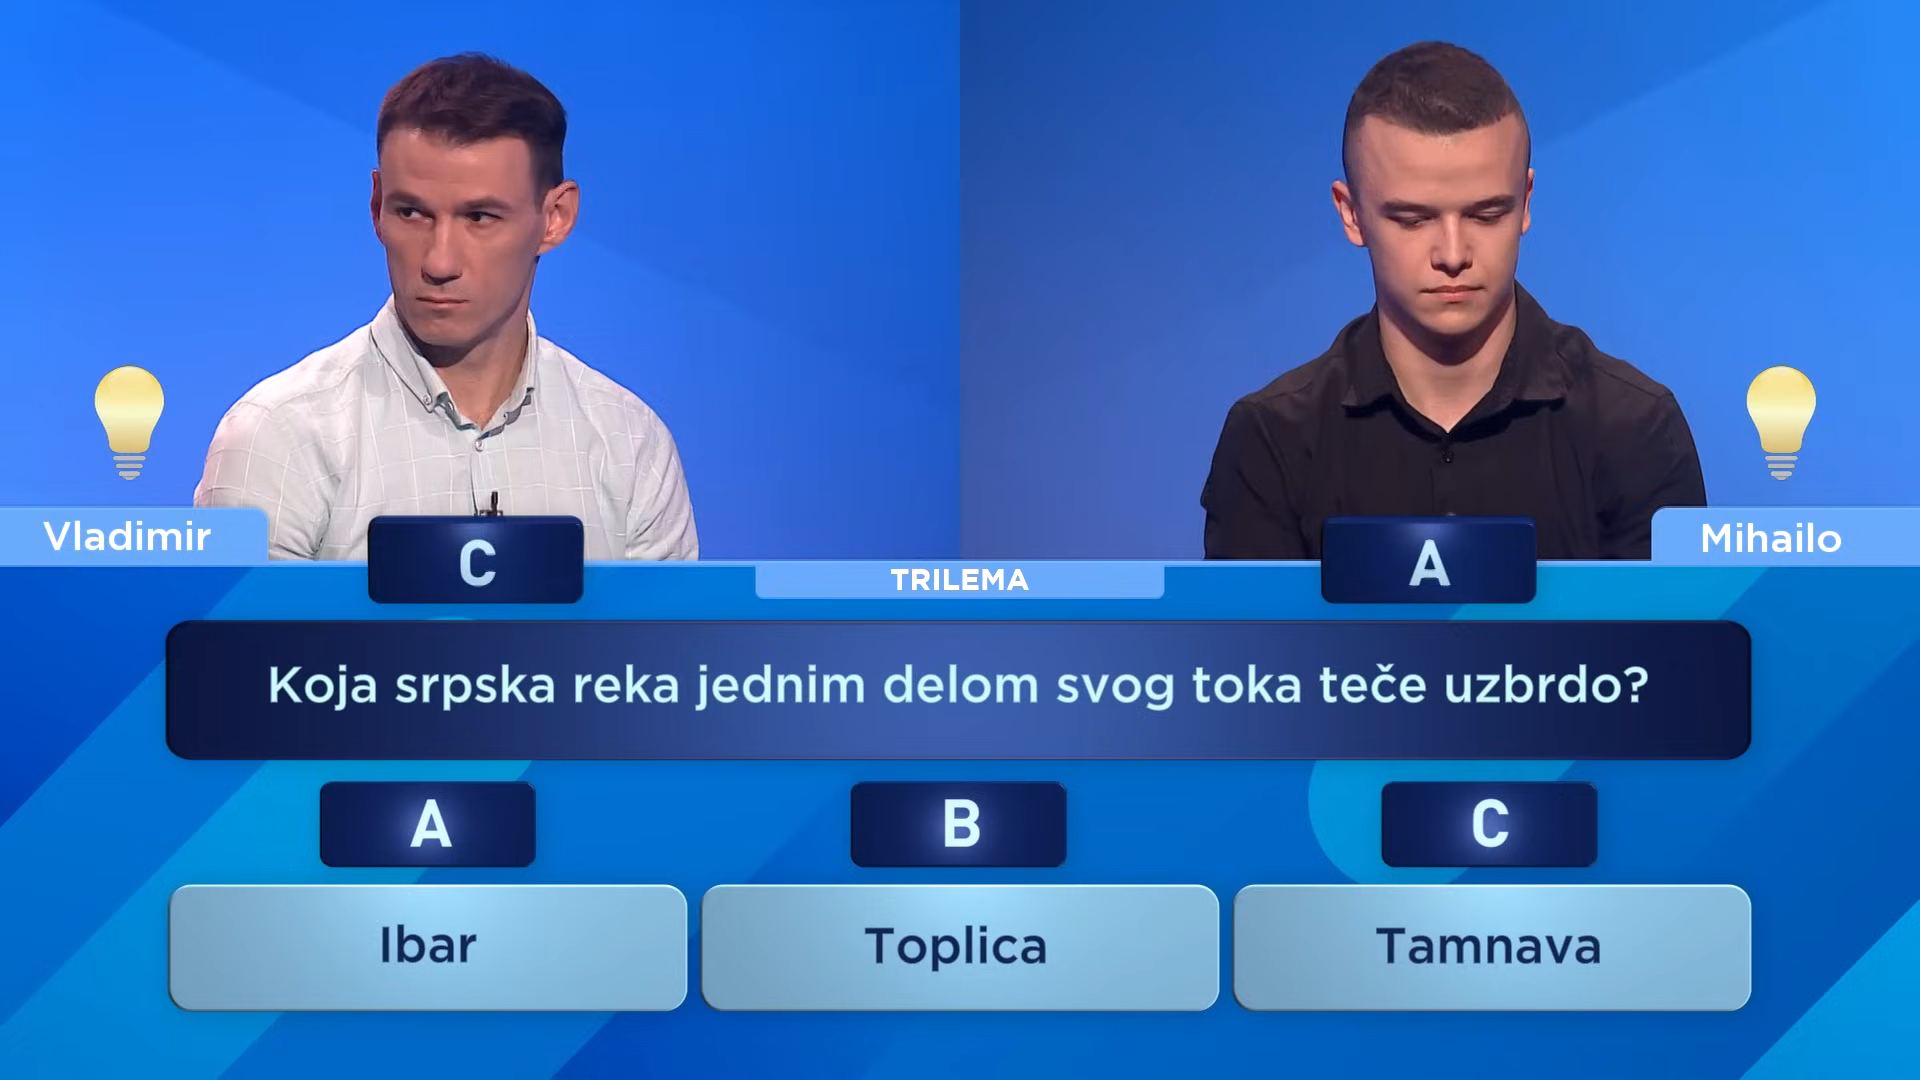 Vladimir
Mihailo
C
TRILEMA
A
Koja srpska reka jednim delom svog toka teče uzbrdo?
A
B
C
Ibar
Toplica
Tamnava